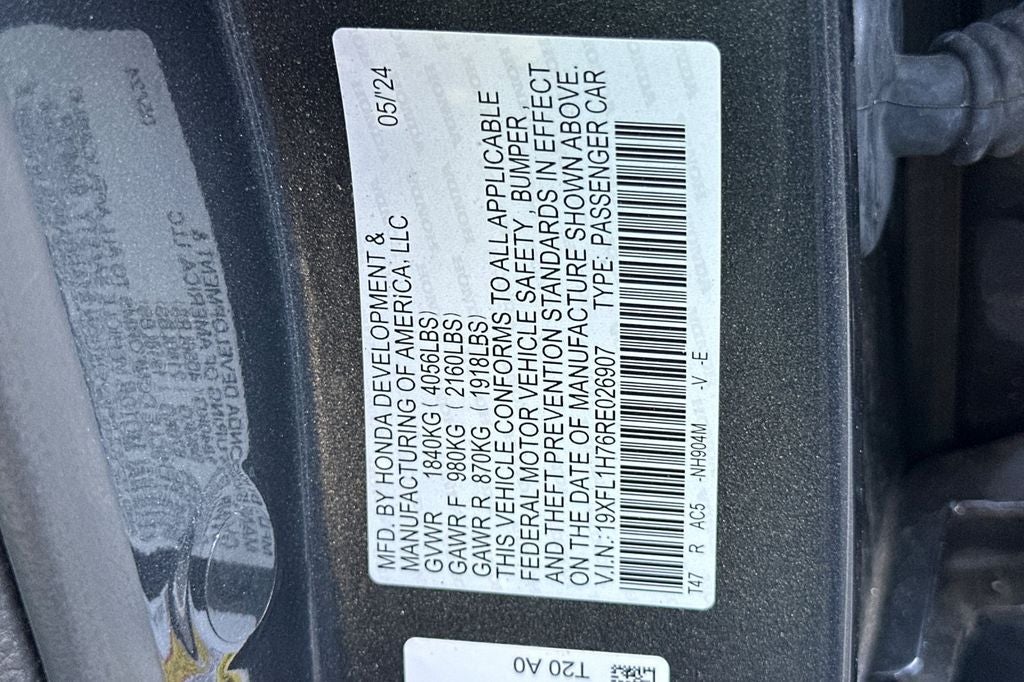 MFD. BY HONDA DEVELOPMENT &
MANUFACTURING OF AMERICA, LLC 05/'24
GVWR 1840KG ( 4056LBS)
GAWR F 980KG ( 2160LBS)
GAWR R 870KG ( 1918LBS)
THIS VEHICLE CONFORMS TO ALL APPLICABLE
FEDERAL MOTOR VEHICLE SAFETY, BUMPER,
AND THEFT PREVENTION STANDARDS IN EFFECT
ON THE DATE OF MANUFACTURE SHOWN ABOVE.
V.I.N.:19XFL1H76RE026907 TYPE: PASSENGER CAR
T47 R AC5 -NH904M -V -E
T20 A0